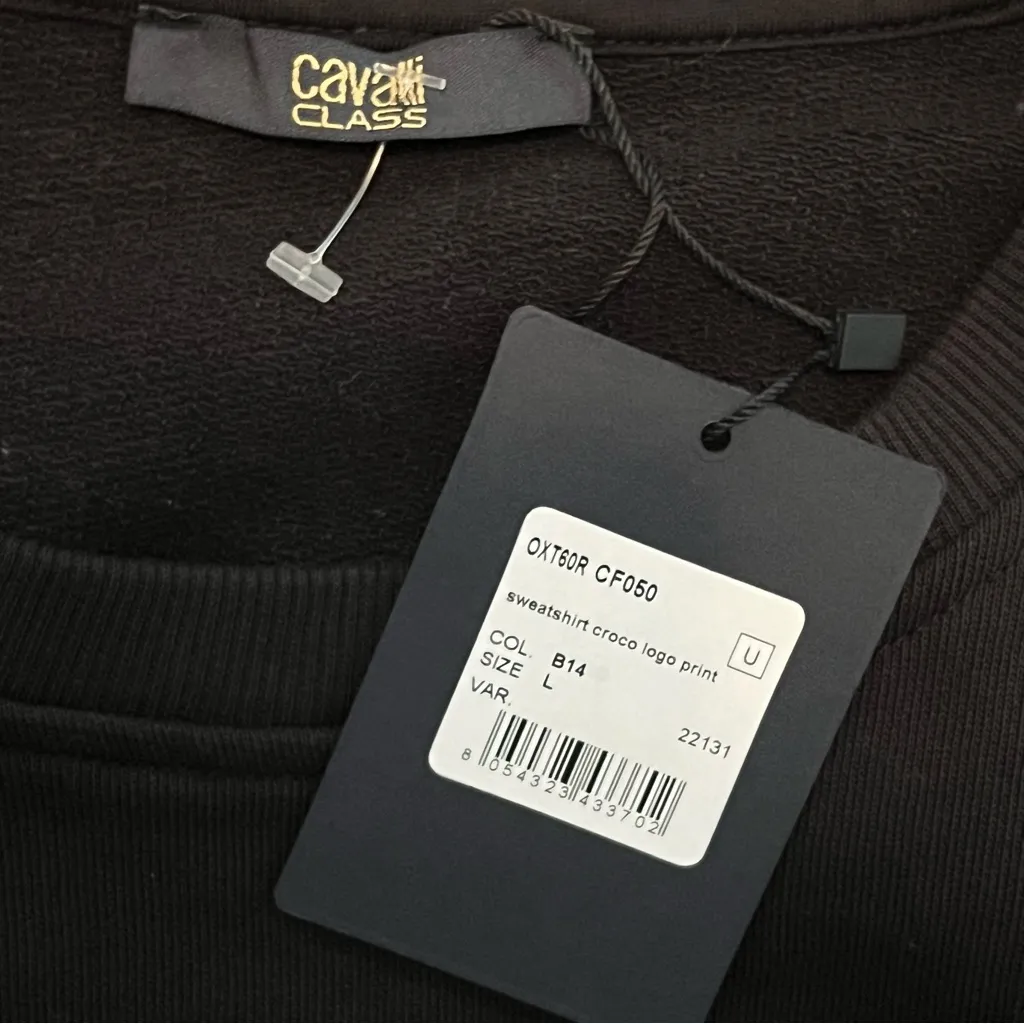 cavalli
CLASS
OXT60R CF050
sweatshirt croco logo print
U
COL. B14
SIZE L
VAR.
22131
8 054323 433702